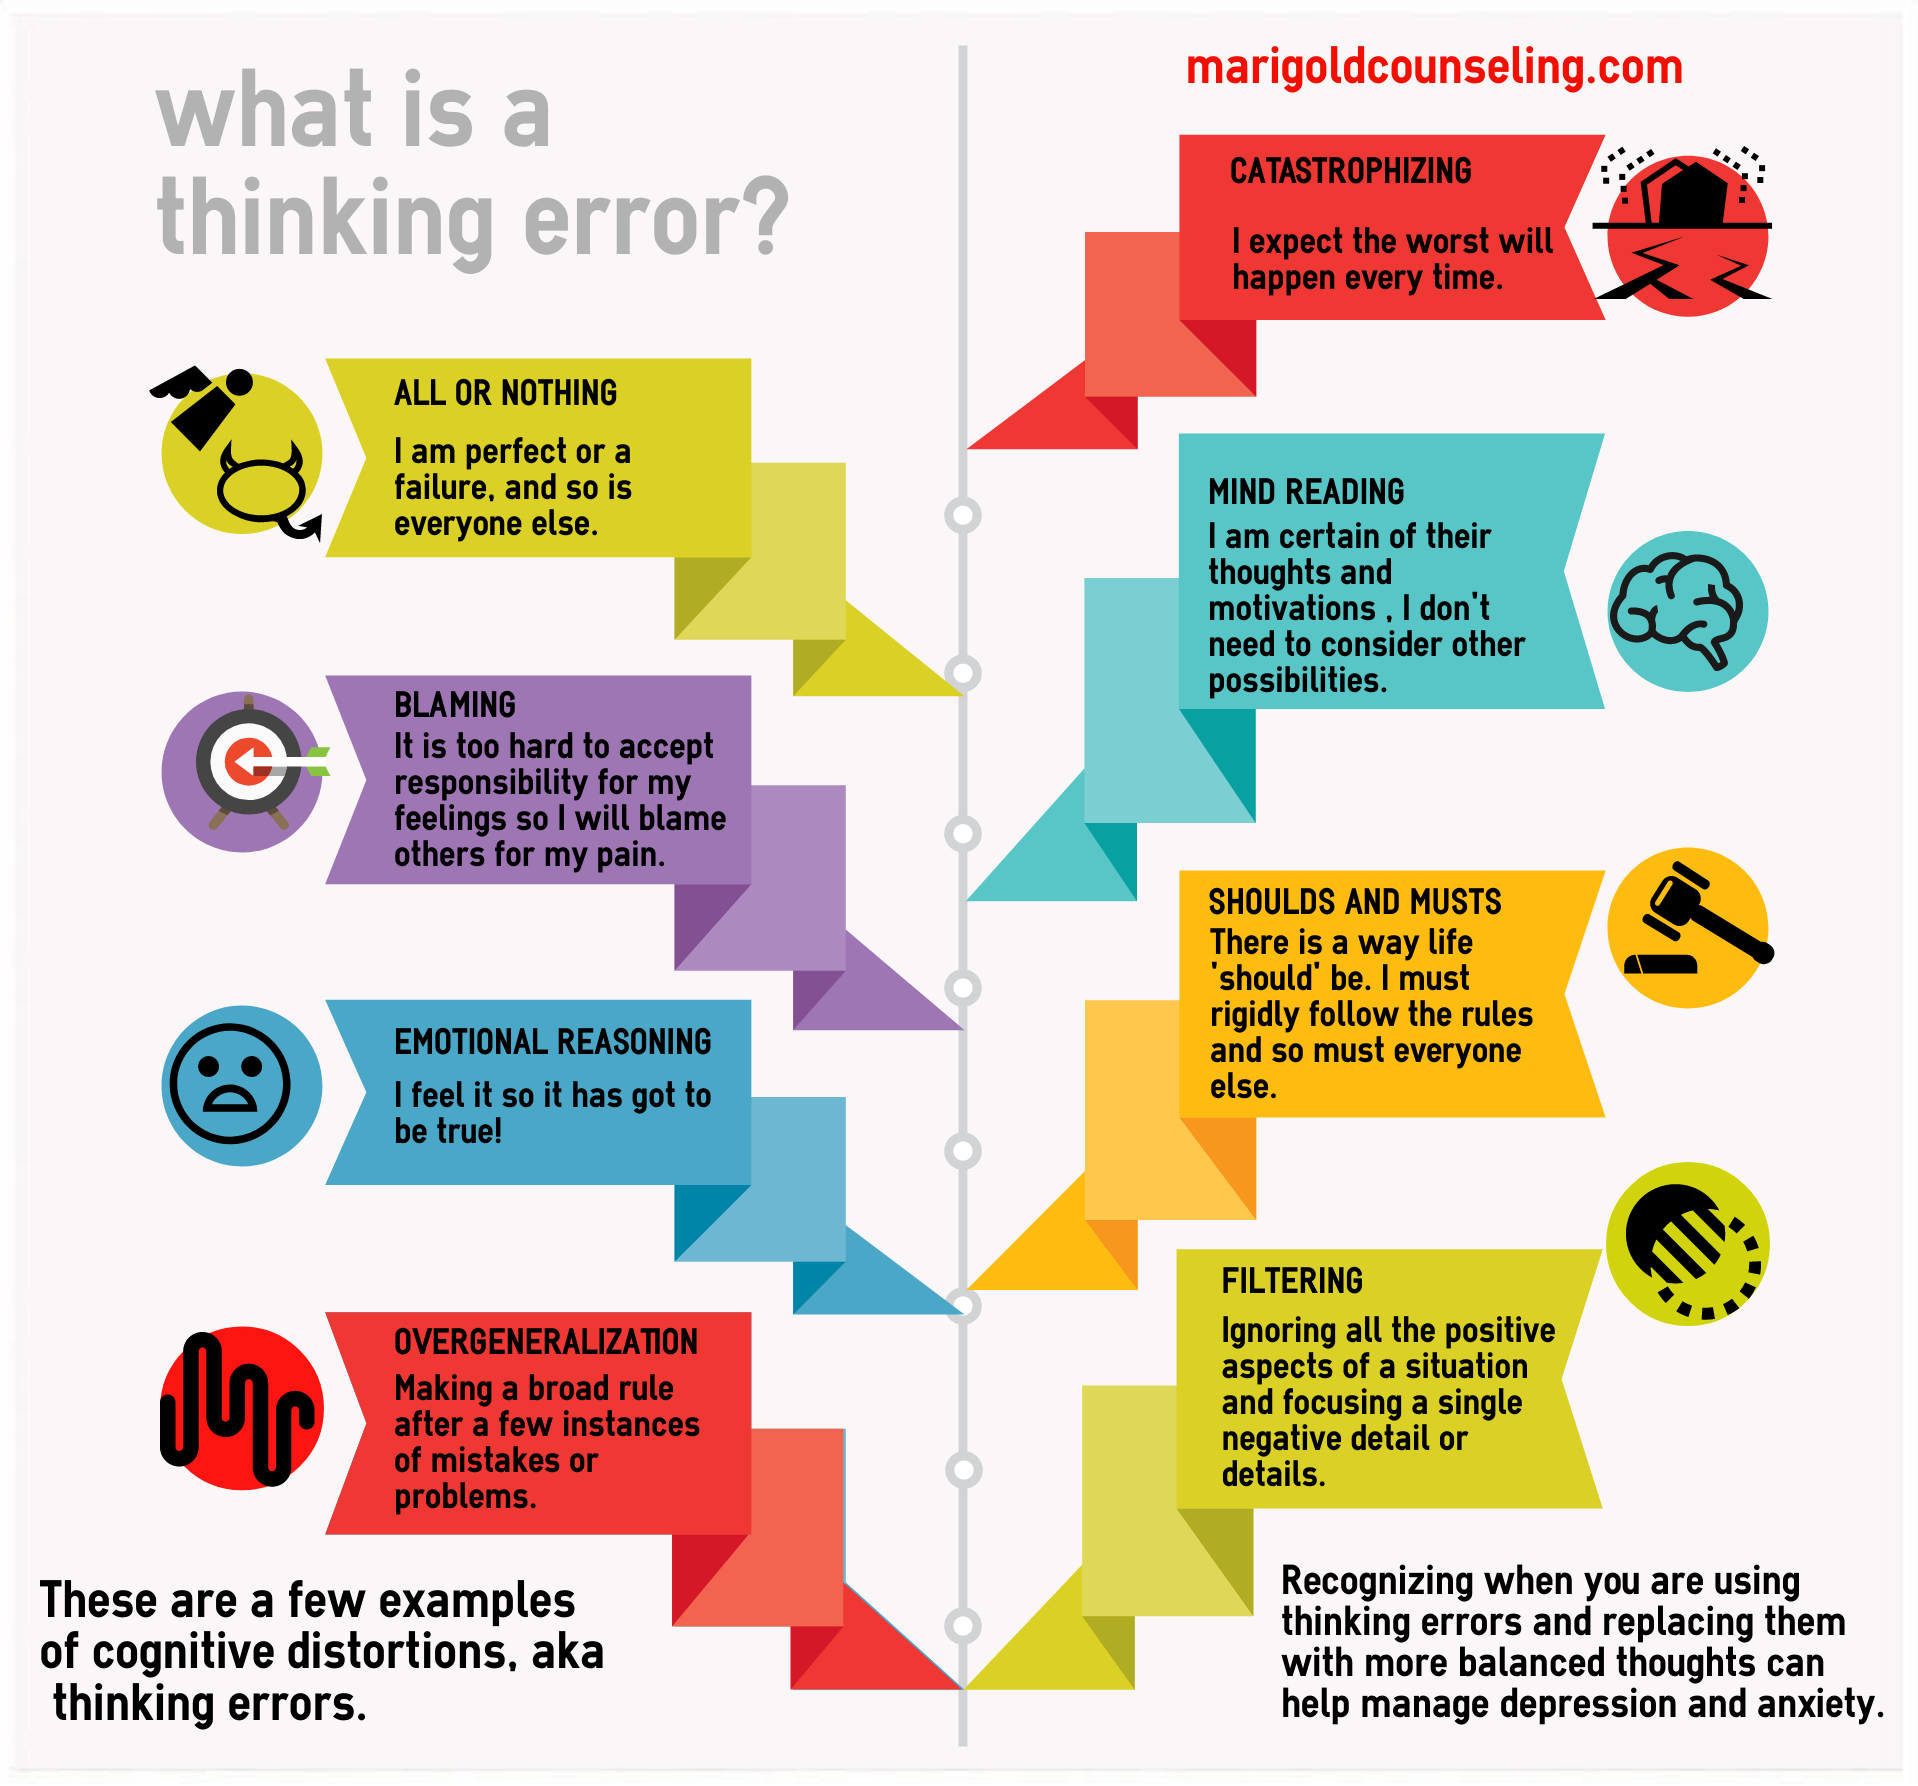 what is a
thinking error?
marigoldcounseling.com
CATASTROPHIZING
I expect the worst will
happen every time.
ALL OR NOTHING
I am perfect or a
failure, and so is
everyone else.
MIND READING
I am certain of their
thoughts and
motivations , I don't
need to consider other
possibilities.
BLAMING
It is too hard to accept
responsibility for my
feelings so I will blame
others for my pain.
SHOULDS AND MUSTS
There is a way life
'should' be. I must
rigidly follow the rules
and so must everyone
else.
EMOTIONAL REASONING
I feel it so it has got to
be true!
FILTERING
Ignoring all the positive
aspects of a situation
and focusing a single
negative detail or
details.
OVERGENERALIZATION
Making a broad rule
after a few instances
of mistakes or
problems.
These are a few examples
of cognitive distortions, aka
thinking errors.
Recognizing when you are using
thinking errors and replacing them
with more balanced thoughts can
help manage depression and anxiety.